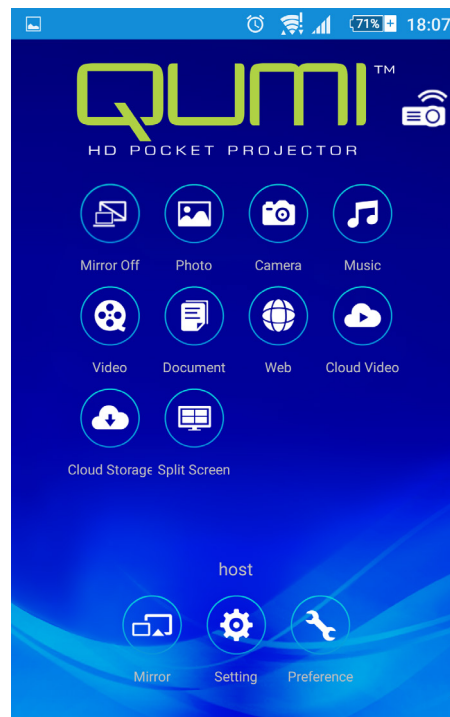 71% 18:07
QUMI™
HD POCKET PROJECTOR
Mirror Off Photo Camera Music
Video Document Web Cloud Video
Cloud Storage Split Screen
host
Mirror Setting Preference